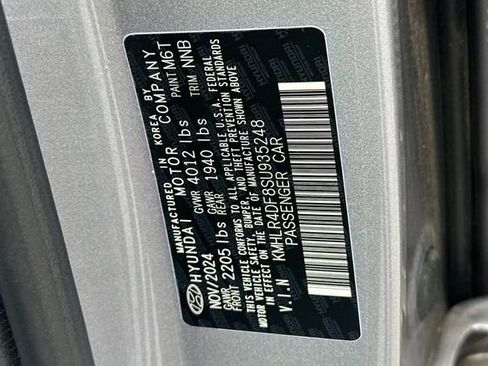 MANUFACTURED IN KOREA BY
HYUNDAI MOTOR COMPANY
NOV/2024 GVWR 4012 lbs PAINT M6T
GAWR FRONT 2205 lbs GAWR REAR 1940 lbs TRIM NNB
THIS VEHICLE CONFORMS TO ALL APPLICABLE U.S.A. FEDERAL
MOTOR VEHICLE SAFETY, BUMPER, AND THEFT PREVENTION STANDARDS
IN EFFECT ON THE DATE OF MANUFACTURE SHOWN ABOVE
V.I.N KMHLR4DF8SU935248
PASSENGER CAR